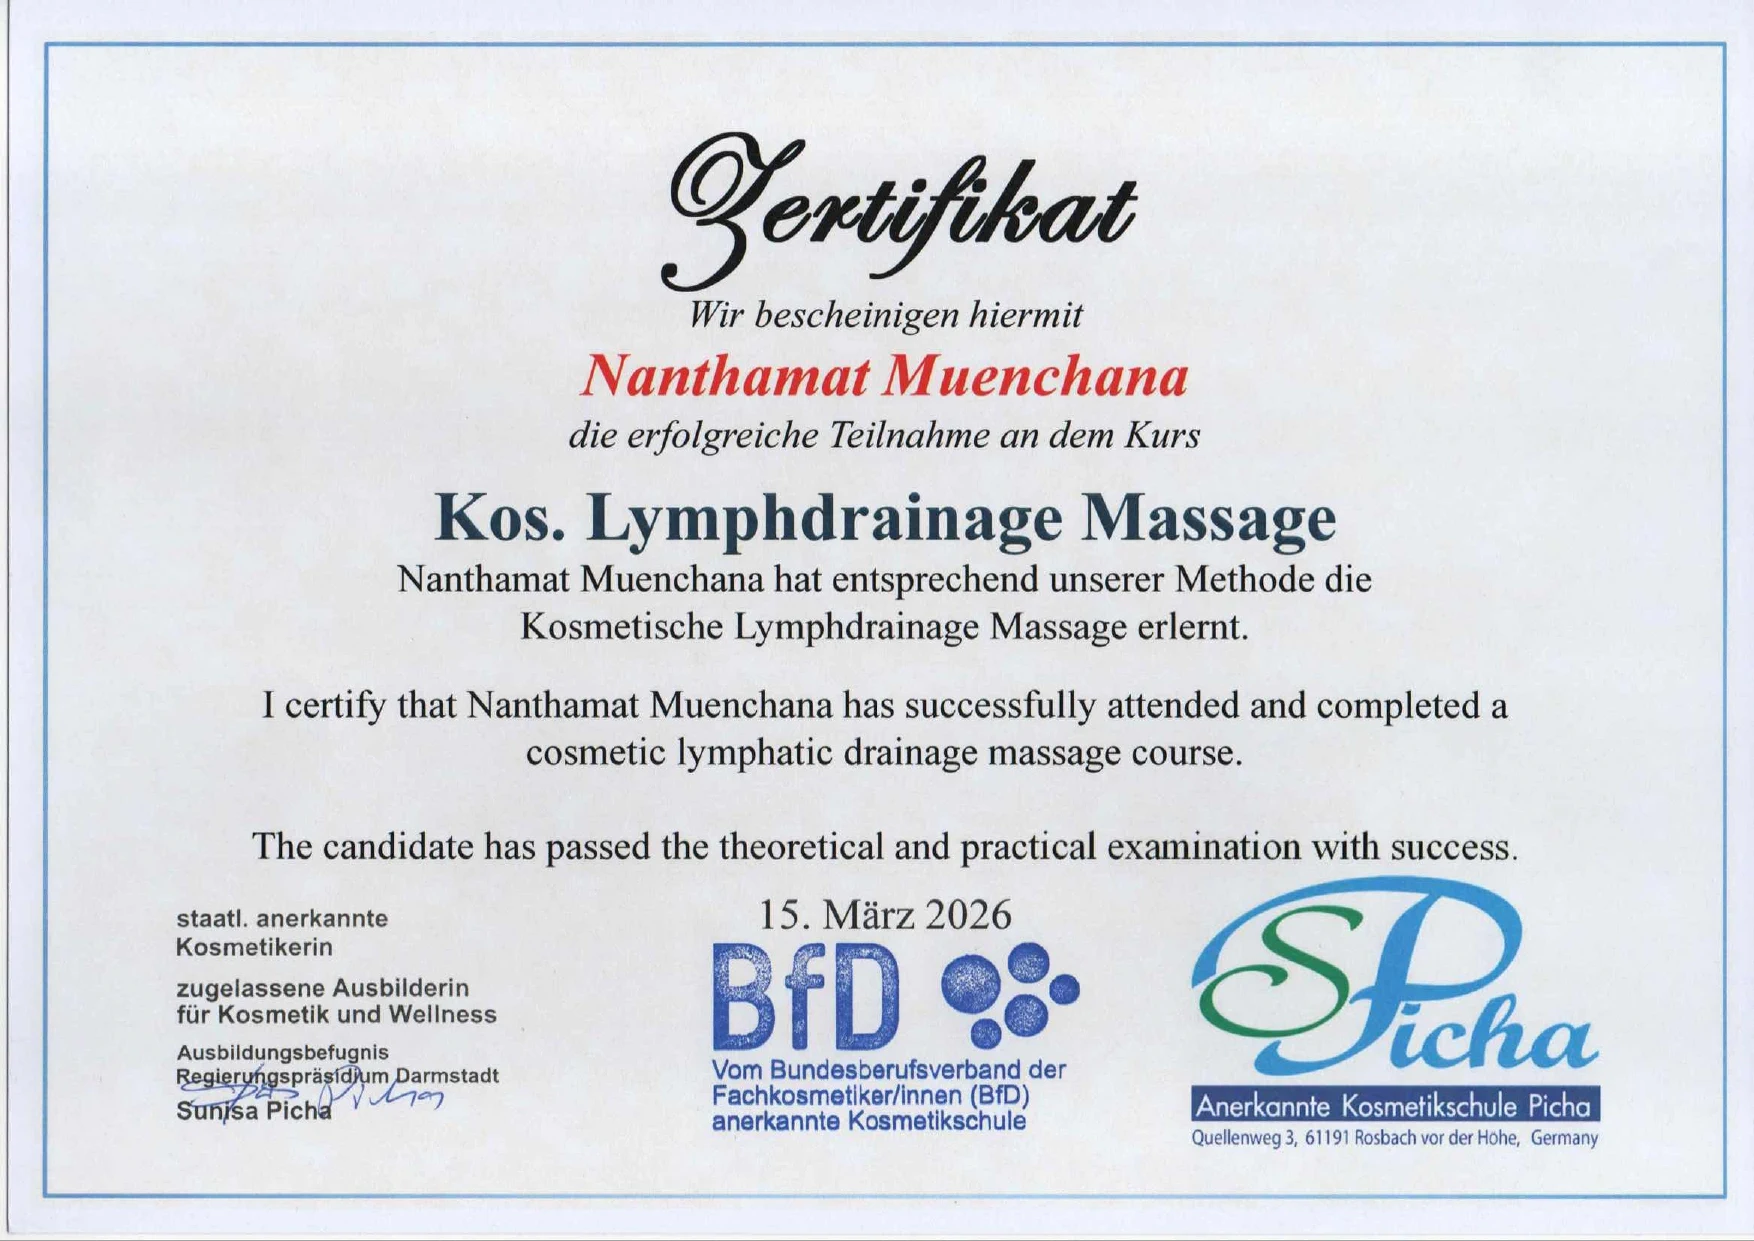 Zertifikat
Wir bescheinigen hiermit
Nanthamat Muenchana
die erfolgreiche Teilnahme an dem Kurs
Kos. Lymphdrainage Massage
Nanthamat Muenchana hat entsprechend unserer Methode die
Kosmetische Lymphdrainage Massage erlernt.
I certify that Nanthamat Muenchana has successfully attended and completed a
cosmetic lymphatic drainage massage course.
The candidate has passed the theoretical and practical examination with success.
staatl. anerkannte
Kosmetikerin
zugelassene Ausbilderin
für Kosmetik und Wellness
Ausbildungsbefugnis
Regierungspräsidium Darmstadt
Sunisa Picha
15. März 2026
BfD
Vom Bundesberufsverband der
Fachkosmetiker/innen (BfD)
anerkannte Kosmetikschule
S Picha
Anerkannte Kosmetikschule Picha
Quellenweg 3, 61191 Rosbach vor der Höhe, Germany